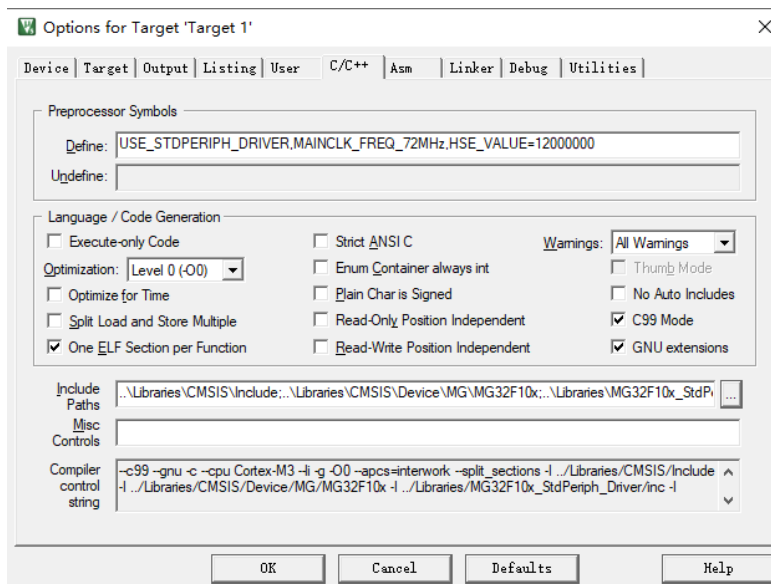 Options for Target 'Target 1'
Device Target Output Listing User C/C++ Asm Linker Debug Utilities
Preprocessor Symbols
Define: USE_STDPERIPH_DRIVER,MAINCLK_FREQ_72MHz,HSE_VALUE=12000000
Undefine:
Language / Code Generation
Execute-only Code Strict ANSI C Warnings: All Warnings
Optimization: Level 0 (-O0) Enum Container always int Thumb Mode
Optimize for Time Plain Char is Signed No Auto Includes
Split Load and Store Multiple Read-Only Position Independent C99 Mode
One ELF Section per Function Read-Write Position Independent GNU extensions
Include
Paths ..\Libraries\CMSIS\Include;..\Libraries\CMSIS\Device\MG\MG32F10x;..\Libraries\MG32F10x_StdPe ...
Misc
Controls
Compiler
control
string
--c99 --gnu -c --cpu Cortex-M3 --li -g -O0 --apcs=interwork --split_sections -I ../Libraries/CMSIS/Include
-I ../Libraries/CMSIS/Device/MG/MG32F10x -I ../Libraries/MG32F10x_StdPeriph_Driver/inc -I
OK Cancel Defaults Help